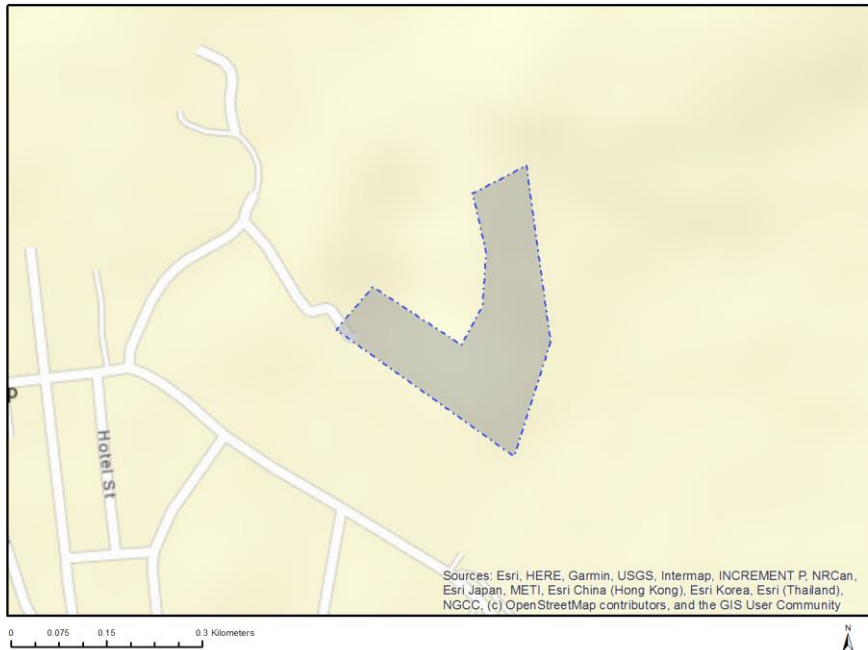 P
Hotel St
Sources: Esri, HERE, Garmin, USGS, Intermap, INCREMENT P, NRCan,
Esri Japan, METI, Esri China (Hong Kong), Esri Korea, Esri (Thailand),
NGCC, (c) OpenStreetMap contributors, and the GIS User Community
0 0.075 0.15 0.3 Kilometers
N